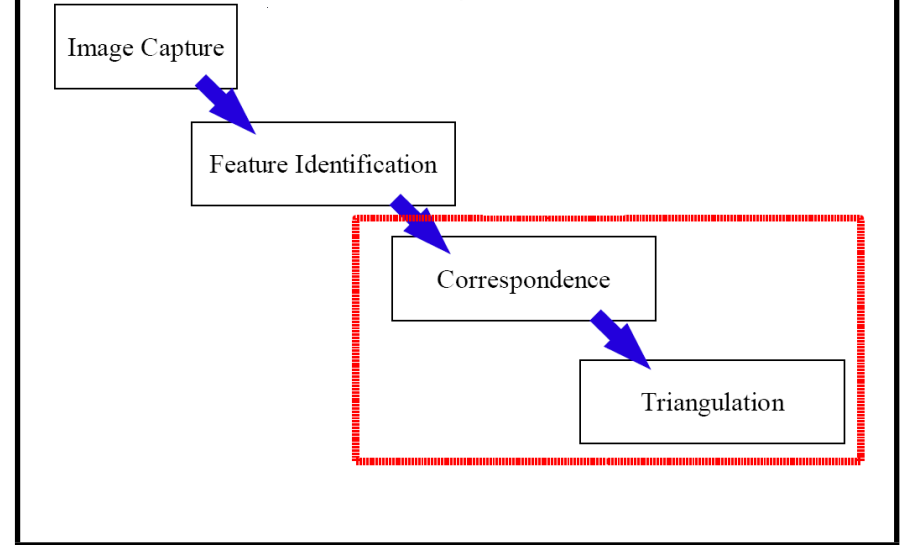 Image Capture
Feature Identification
Correspondence
Triangulation